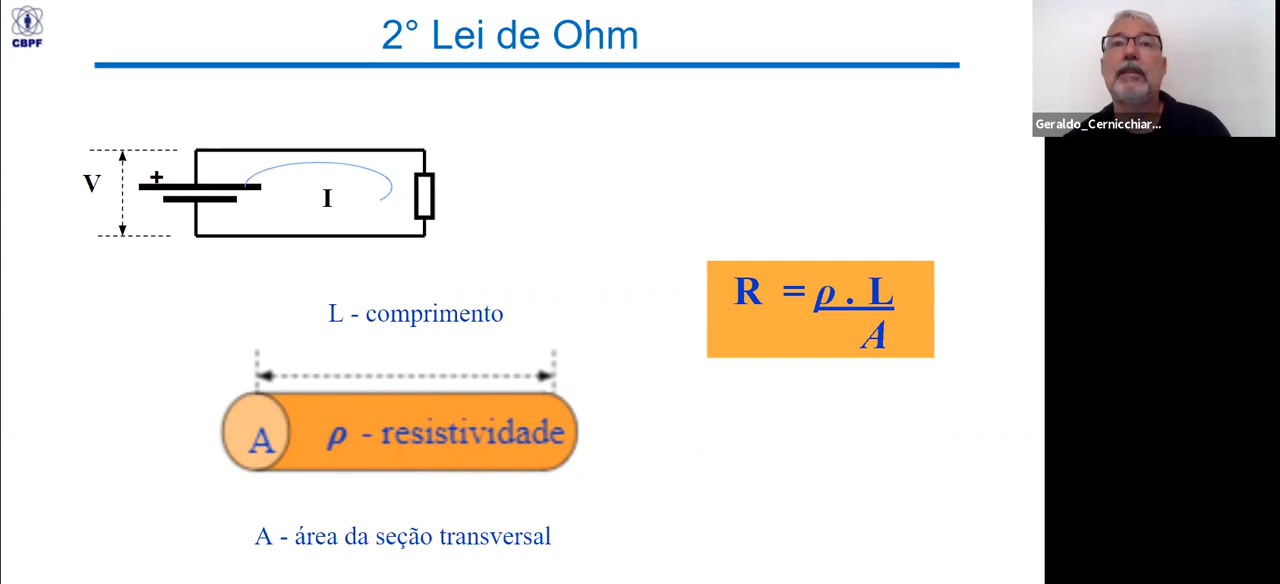 CBPF
2° Lei de Ohm
Geraldo_Cernicchiar...
V
+
I
R = ρ . L
A
L - comprimento
A
ρ - resistividade
A - área da seção transversal